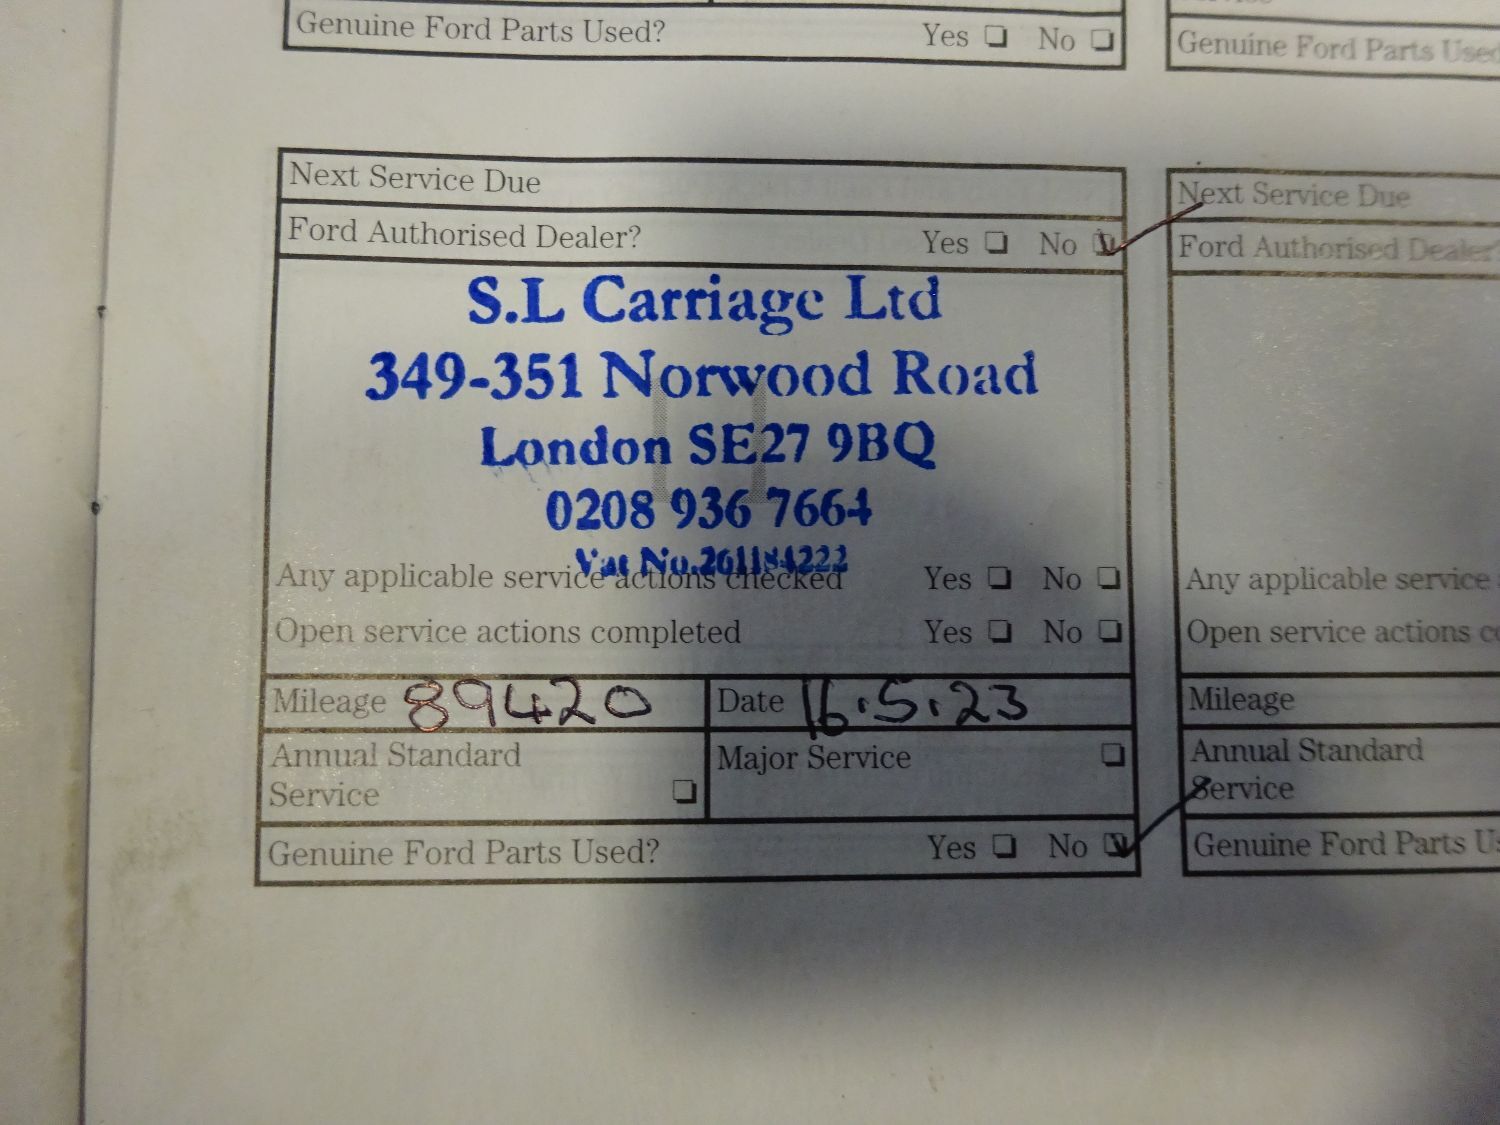 Genuine Ford Parts Used? Yes ❏ No ❏
Genuine Ford Parts Used
Next Service Due
Ford Authorised Dealer? Yes ❏ No ❏
S.L Carriage Ltd
349-351 Norwood Road
London SE27 9BQ
0208 936 7664
Vat No.261184222
Any applicable service actions checked Yes ❏ No ❏
Open service actions completed Yes ❏ No ❏
Mileage 89420 Date 16.5.23
Annual Standard
Service ❏
Major Service ❏
Genuine Ford Parts Used? Yes ❏ No ❏
Next Service Due
Ford Authorised Dealer
Any applicable service
Open service actions
Mileage
Annual Standard
Service
Genuine Ford Parts